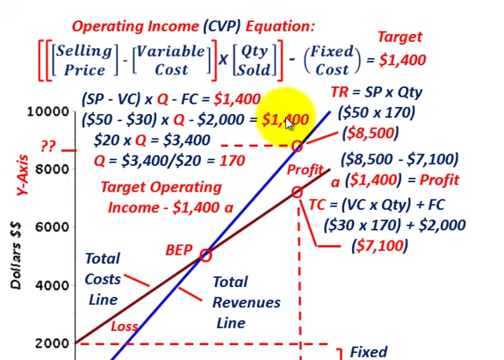 Operating Income (CVP) Equation:
[[[Selling Price] - [Variable Cost]] X [Qty Sold]] - (Fixed Cost) = $1,400
Target
(SP - VC) x Q - FC = $1,400
($50 - $30) x Q - $2,000 = $1,400
$20 x Q = $3,400
Q = $3,400/$20 = 170
Target Operating
Income - $1,400 a
TR = SP x Qty
($50 x 170)
($8,500)
($8,500 - $7,100)
a ($1,400) = Profit
TC = (VC x Qty) + FC
($30 x 170) + $2,000
($7,100)
Profit
BEP
Total
Costs
Line
Total
Revenues
Line
Loss
Fixed
Dollars $$
Y-Axis
10000
??
8000
6000
4000
2000